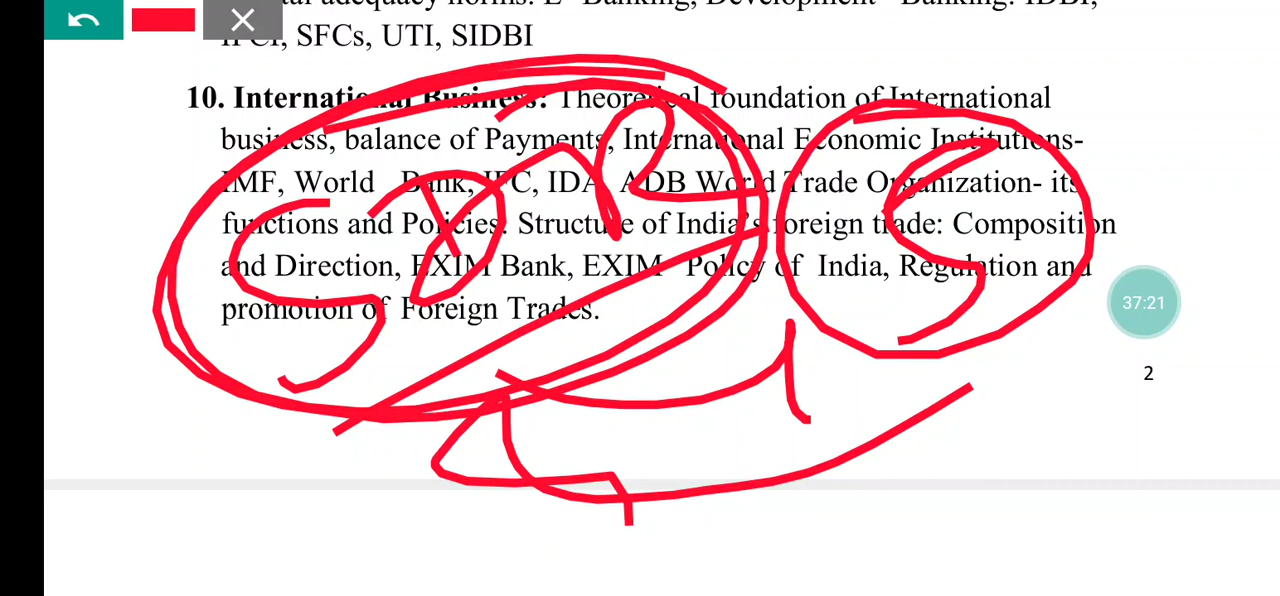 IFCI, SFCs, UTI, SIDBI
10. International Business: Theoretical foundation of International
business, balance of Payments, International Economic Institutions-
IMF, World Bank, IFC, IDA, ADB World Trade Organization- its
functions and Policies. Structure of India's foreign trade: Composition
and Direction, EXIM Bank, EXIM Policy of India, Regulation and
promotion of Foreign Trades.
37:21
2